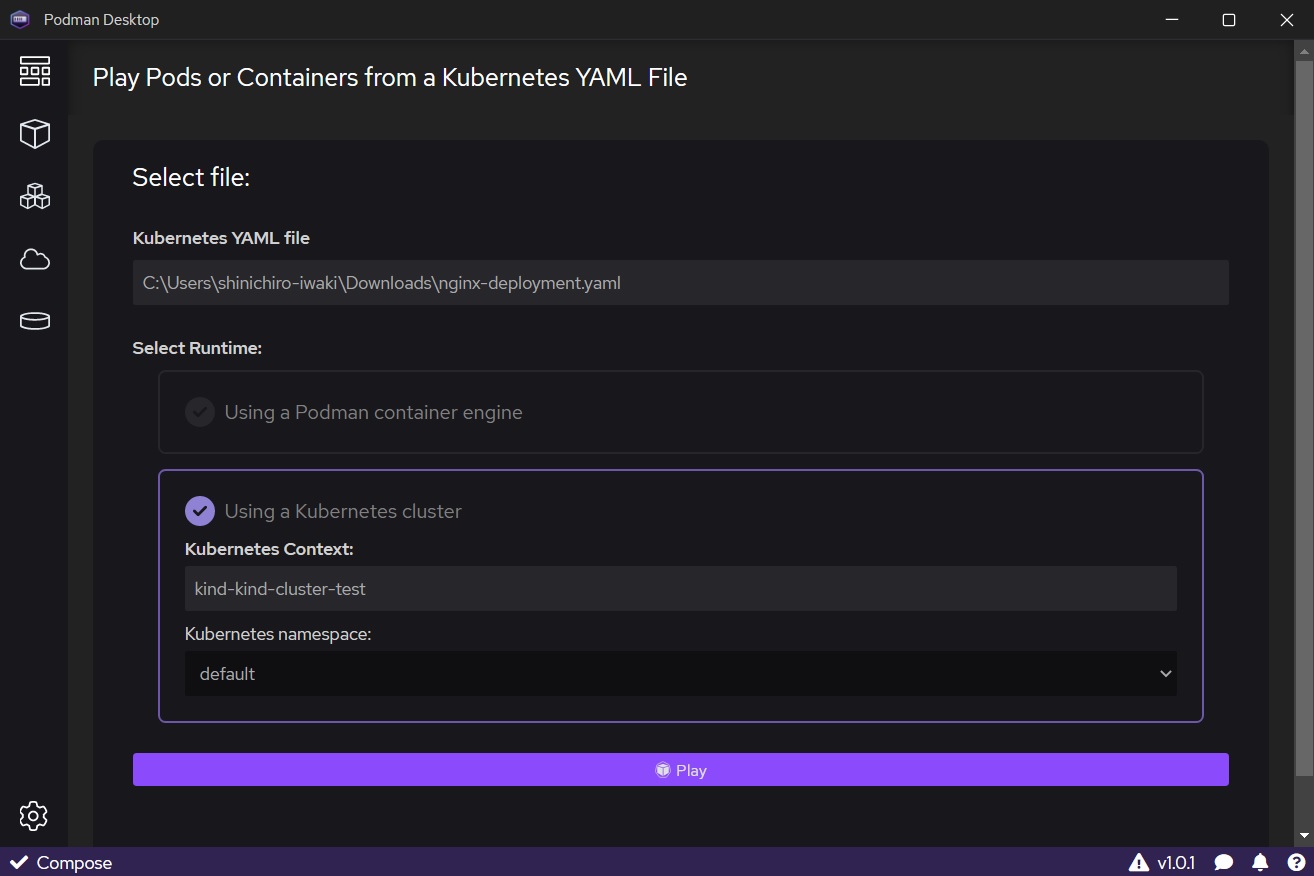 Podman Desktop
Play Pods or Containers from a Kubernetes YAML File
Select file:
Kubernetes YAML file
C:\Users\shinichiro-iwaki\Downloads\nginx-deployment.yaml
Select Runtime:
Using a Podman container engine
Using a Kubernetes cluster
Kubernetes Context:
kind-kind-cluster-test
Kubernetes namespace:
default
Play
Compose
v1.0.1